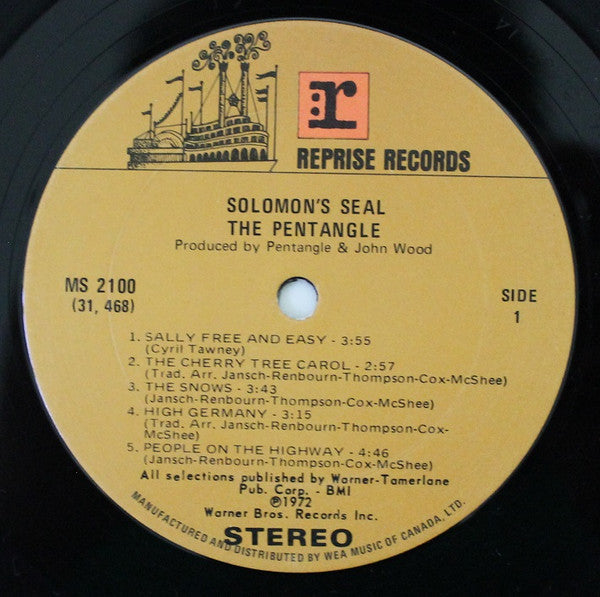 r
REPRISE RECORDS
SOLOMON'S SEAL
THE PENTANGLE
Produced by Pentangle & John Wood
MS 2100
(31, 468)
SIDE
1
1. SALLY FREE AND EASY - 3:55
(Cyril Tawney)
2. THE CHERRY TREE CAROL - 2:57
(Trad. Arr. Jansch-Renbourn-Thompson-Cox-McShee)
3. THE SNOWS - 3:43
(Jansch-Renbourn-Thompson-Cox-McShee)
4. HIGH GERMANY - 3:15
(Trad. Arr. Jansch-Renbourn-Thompson-Cox-
McShee)
5. PEOPLE ON THE HIGHWAY - 4:46
(Jansch-Renbourn-Thompson-Cox-McShee)
All selections published by Warner-Tamerlane
Pub. Corp. - BMI
℗1972
Warner Bros. Records Inc.
STEREO
MANUFACTURED AND DISTRIBUTED BY WEA MUSIC OF CANADA, LTD.